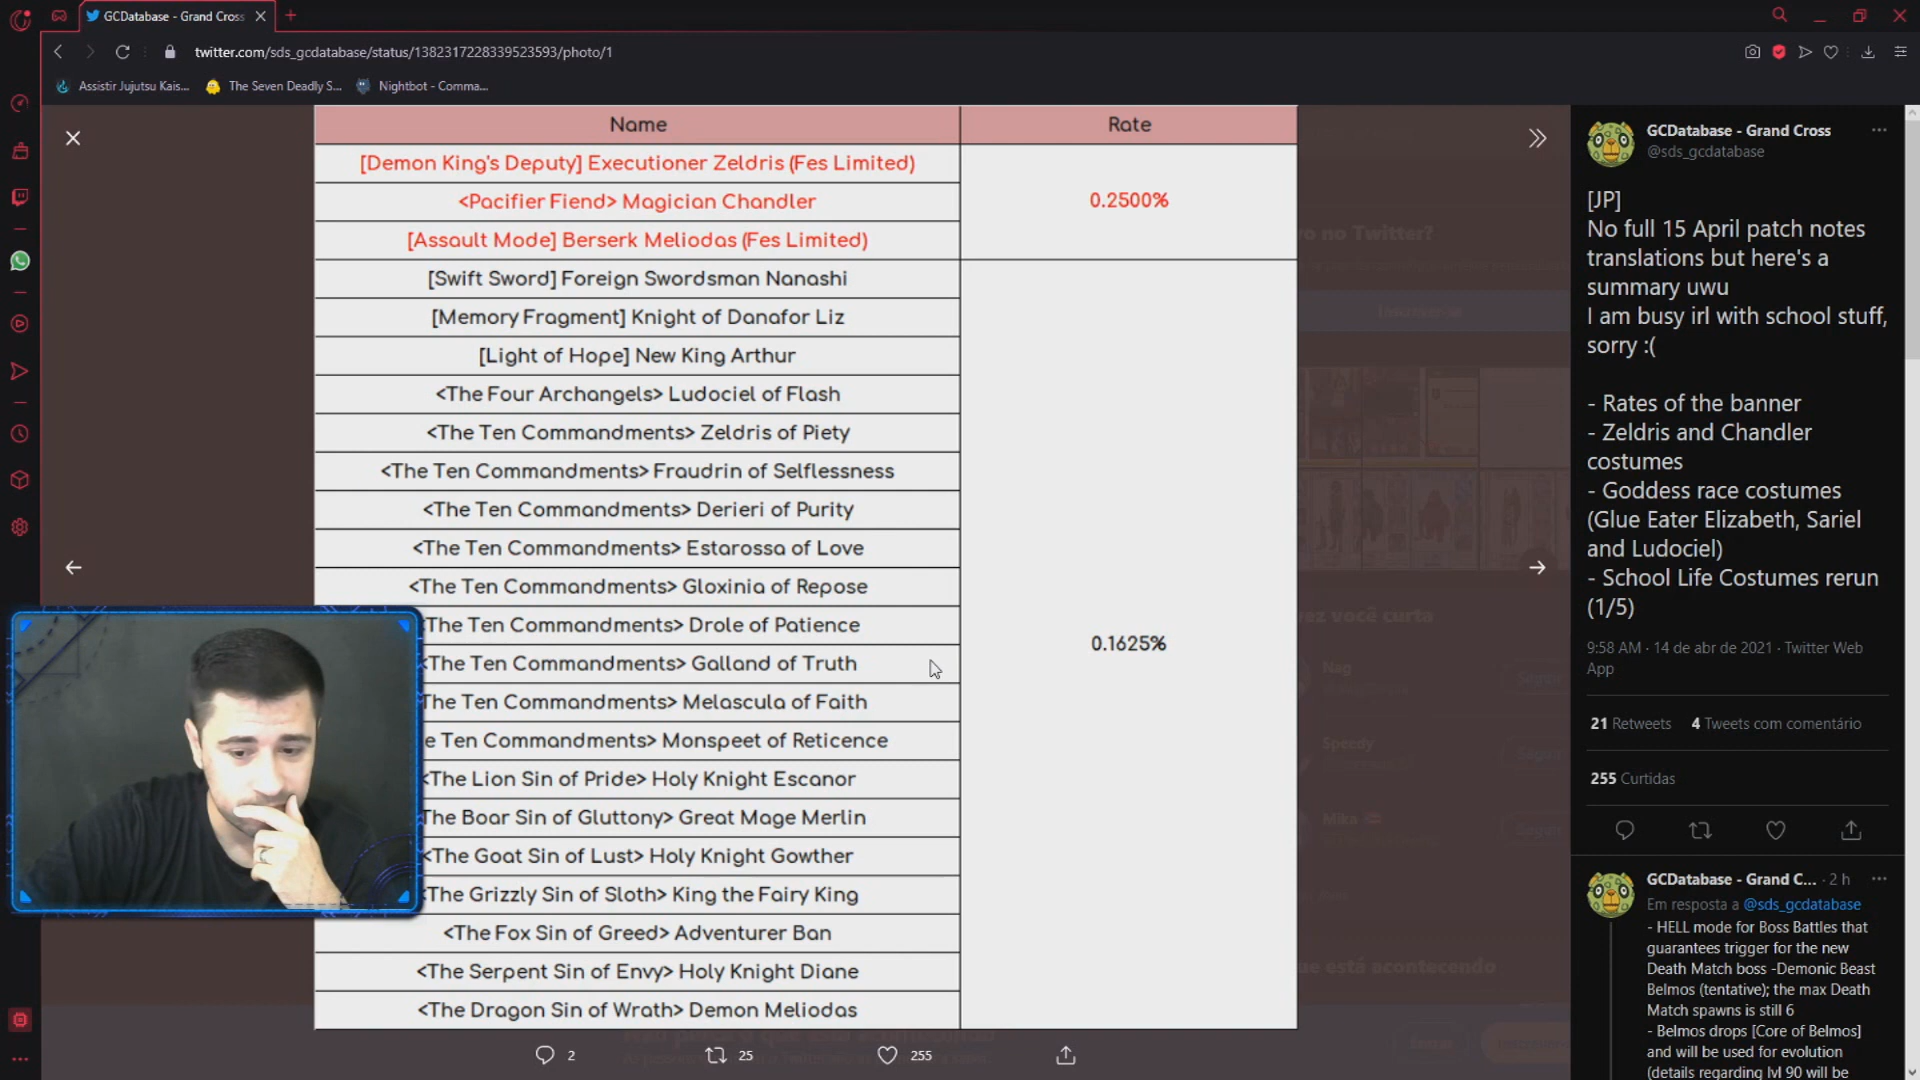 GCDatabase - Grand Cross
twitter.com/sds_gcdatabase/status/1382317228339523593/photo/1
Assistir Jujutsu Kais...
The Seven Deadly S...
Nightbot - Comma...
Name
Rate
[Demon King's Deputy] Executioner Zeldris (Fes Limited)
<Pacifier Fiend> Magician Chandler
0.2500%
[Assault Mode] Berserk Meliodas (Fes Limited)
[Swift Sword] Foreign Swordsman Nanashi
[Memory Fragment] Knight of Danafor Liz
[Light of Hope] New King Arthur
<The Four Archangels> Ludociel of Flash
<The Ten Commandments> Zeldris of Piety
<The Ten Commandments> Fraudrin of Selflessness
<The Ten Commandments> Derieri of Purity
<The Ten Commandments> Estarossa of Love
<The Ten Commandments> Gloxinia of Repose
<The Ten Commandments> Drole of Patience
<The Ten Commandments> Galland of Truth
0.1625%
The Ten Commandments> Melascula of Faith
e Ten Commandments> Monspeet of Reticence
<The Lion Sin of Pride> Holy Knight Escanor
The Boar Sin of Gluttony> Great Mage Merlin
<The Goat Sin of Lust> Holy Knight Gowther
<The Grizzly Sin of Sloth> King the Fairy King
<The Fox Sin of Greed> Adventurer Ban
<The Serpent Sin of Envy> Holy Knight Diane
<The Dragon Sin of Wrath> Demon Meliodas
2
25
255
vo no Twitter?
vez você curta
Nag
Speedy
Mika
que está acontecendo
GCDatabase - Grand Cross
@sds_gcdatabase
[JP]
No full 15 April patch notes
translations but here's a
summary uwu
I am busy irl with school stuff,
sorry :(
- Rates of the banner
- Zeldris and Chandler
costumes
- Goddess race costumes
(Glue Eater Elizabeth, Sariel
and Ludociel)
- School Life Costumes rerun
(1/5)
9:58 AM · 14 de abr de 2021 · Twitter Web
App
21 Retweets 4 Tweets com comentário
255 Curtidas
GCDatabase - Grand C... · 2 h
Em resposta a @sds_gcdatabase
- HELL mode for Boss Battles that
guarantees trigger for the new
Death Match boss -Demonic Beast
Belmos (tentative); the max Death
Match spawns is still 6
- Belmos drops [Core of Belmos]
and will be used for evolution
(details regarding lvl 90 will be